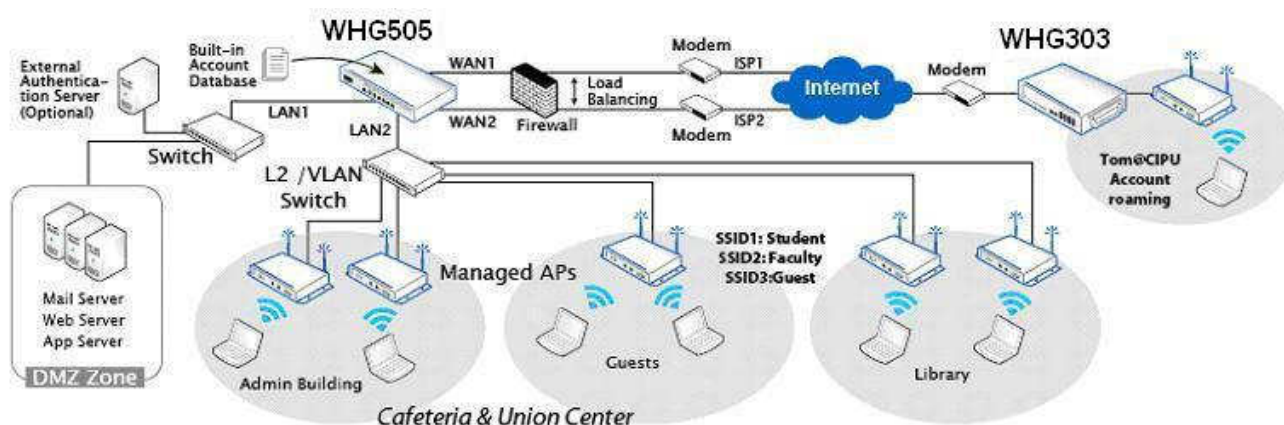 WHG505
WHG303
External
Authentica-
tion Server
(Optional)
Built-in
Account
Database
WAN1
WAN2
LAN1
LAN2
Firewall
Load
Balancing
Modem
ISP1
Modem
ISP2
Internet
Modem
Switch
L2 /VLAN
Switch
Tom@CIPU
Account
roaming
Mail Server
Web Server
App Server
DMZ Zone
Managed APs
SSID1: Student
SSID2: Faculty
SSID3:Guest
Admin Building
Guests
Library
Cafeteria & Union Center